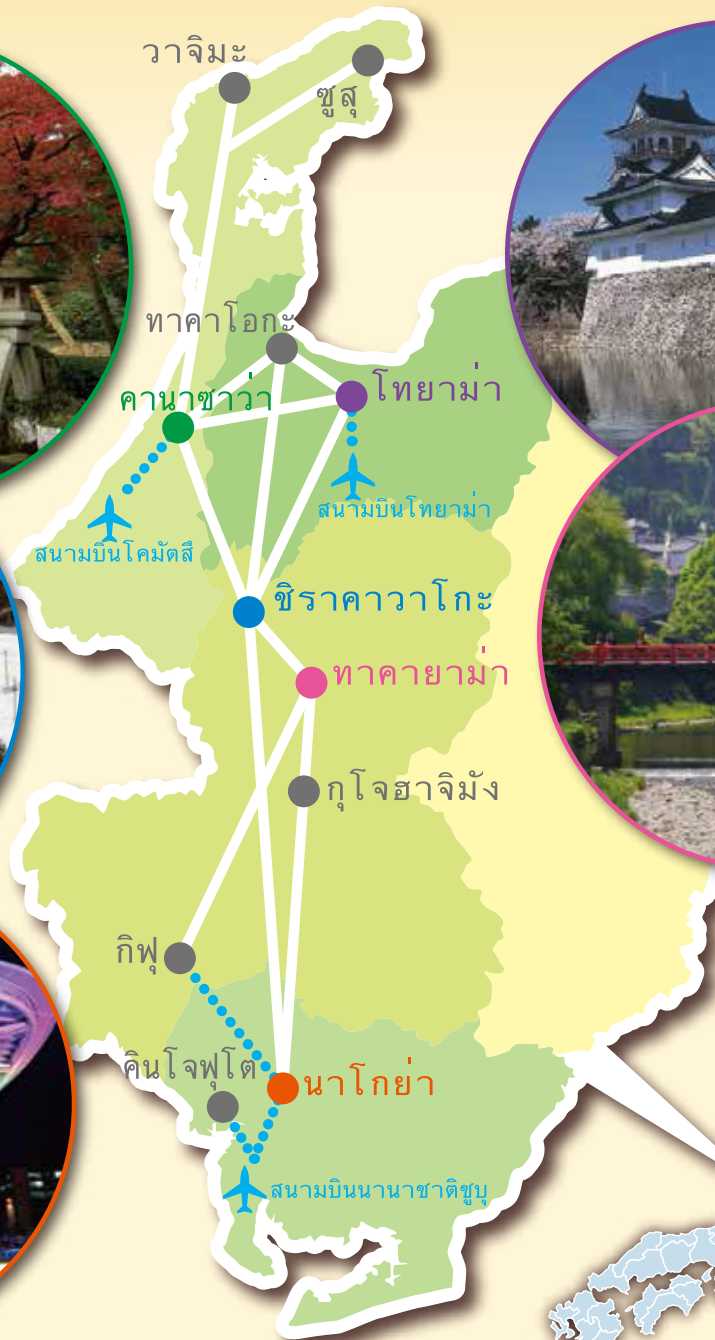 วาจิมะ
ซูสุ
ทาคาโอกะ
คานาซาว่า
โทยาม่า
สนามบินโทยาม่า
สนามบินโคมัตสึ
ชิราคาวาโกะ
ทาคายาม่า
กุโจฮาจิมัง
กิฟุ
คินโจฟุโต
นาโกย่า
สนามบินนานาชาติชูบุ